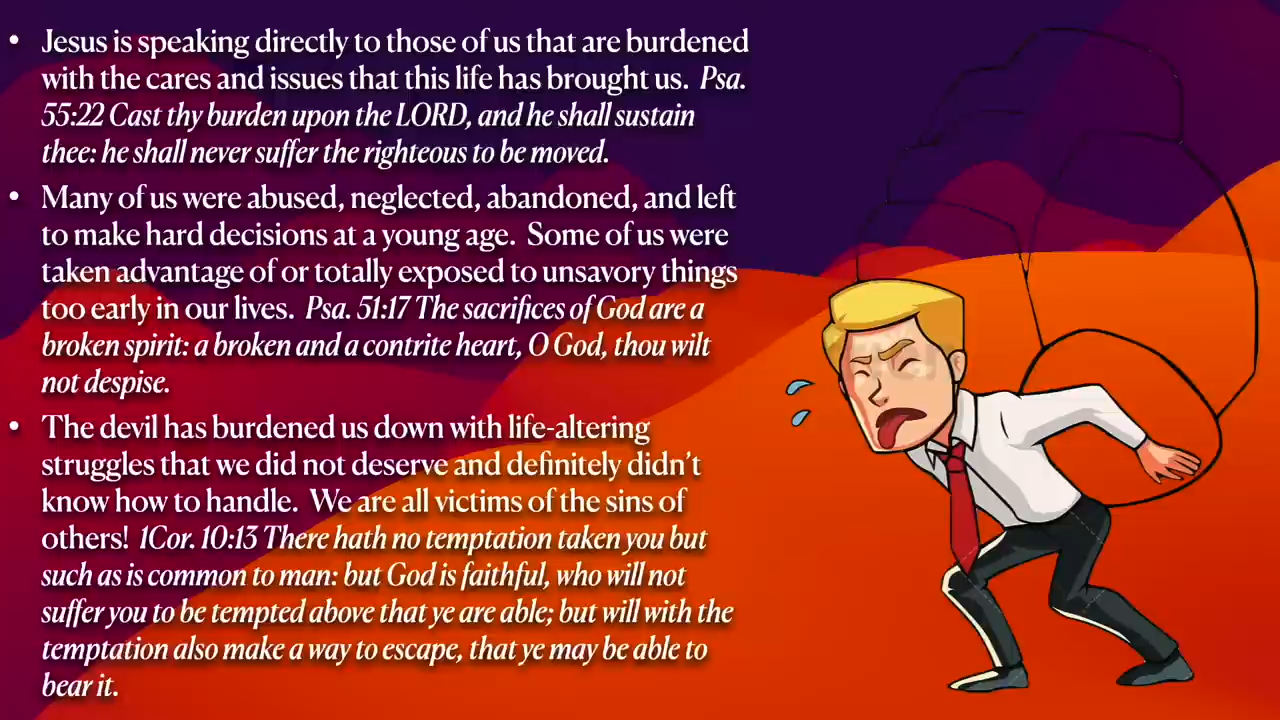 • Jesus is speaking directly to those of us that are burdened
with the cares and issues that this life has brought us. Psa.
55:22 Cast thy burden upon the LORD, and he shall sustain
thee: he shall never suffer the righteous to be moved.
• Many of us were abused, neglected, abandoned, and left
to make hard decisions at a young age. Some of us were
taken advantage of or totally exposed to unsavory things
too early in our lives. Psa. 51:17 The sacrifices of God are a
broken spirit: a broken and a contrite heart, O God, thou wilt
not despise.
• The devil has burdened us down with life-altering
struggles that we did not deserve and definitely didn’t
know how to handle. We are all victims of the sins of
others! 1Cor. 10:13 There hath no temptation taken you but
such as is common to man: but God is faithful, who will not
suffer you to be tempted above that ye are able; but will with the
temptation also make a way to escape, that ye may be able to
bear it.